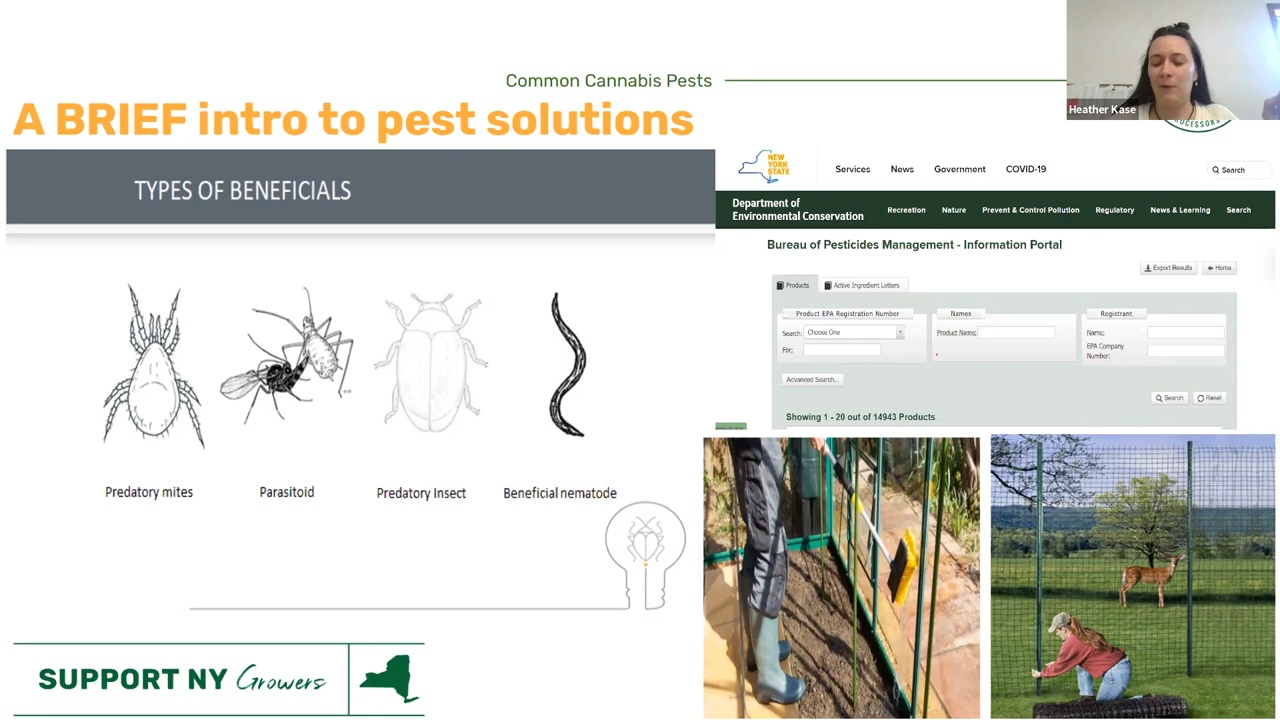 Common Cannabis Pests
A BRIEF intro to pest solutions
Heather Kase
OCESSORS
TYPES OF BENEFICIALS
Predatory mites
Parasitoid
Predatory Insect
Beneficial nematode
NEW
YORK
STATE
Services
News
Government
COVID-19
Search
Department of
Environmental Conservation
Recreation
Nature
Prevent & Control Pollution
Regulatory
News & Learning
Search
Bureau of Pesticides Management - Information Portal
Export Results
Home
Products
Active Ingredient Letters
Product EPA Registration Number
Search:
Choose One
For:
Names
Product Name:
Registrant
Name:
EPA Company
Number:
Advanced Search...
Search
Reset
Showing 1 - 20 out of 14943 Products
SUPPORT NY Growers